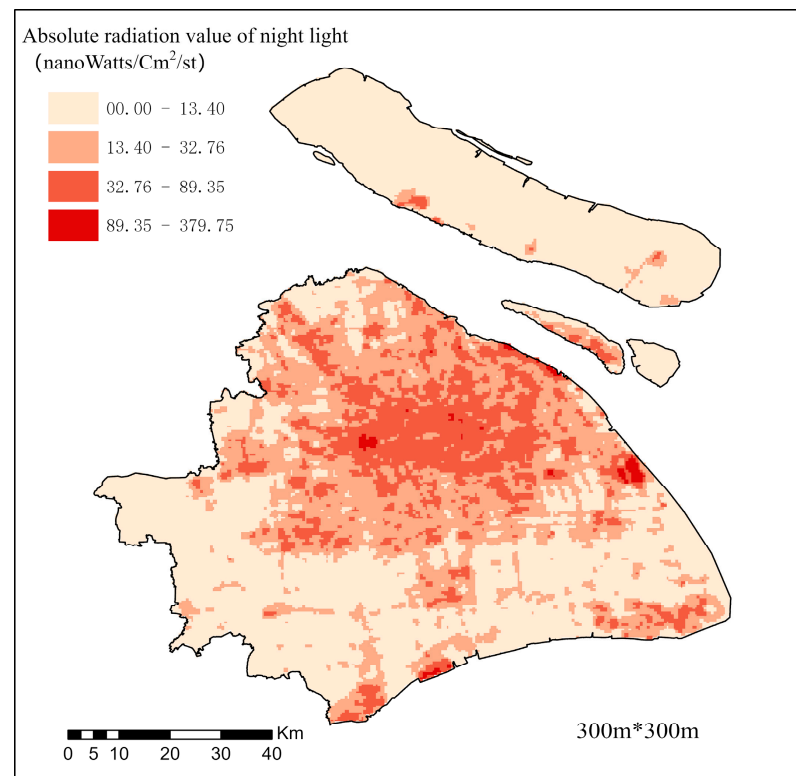 Absolute radiation value of night light
(nanoWatts/Cm²/st)
00.00 - 13.40
13.40 - 32.76
32.76 - 89.35
89.35 - 379.75
Km
0 5 10 20 30 40
300m*300m